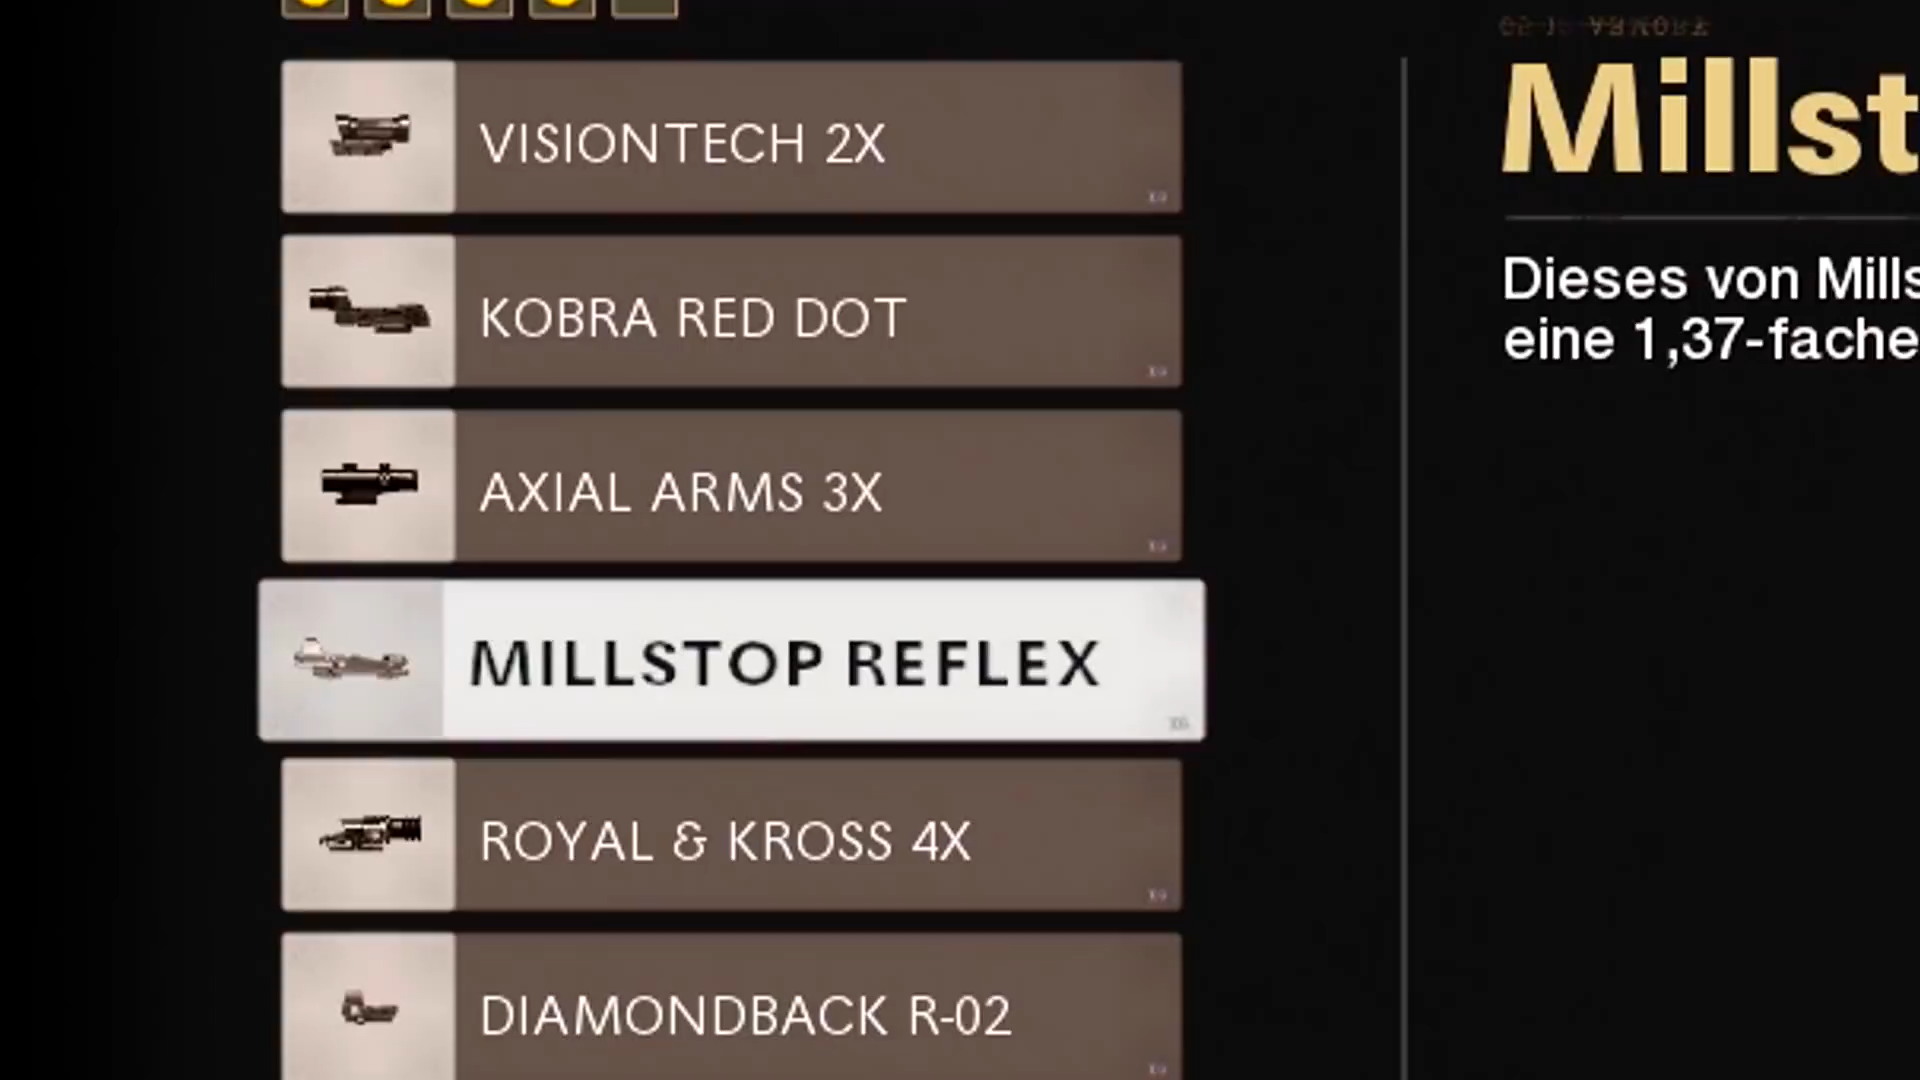 VISIONTECH 2X
KOBRA RED DOT
AXIAL ARMS 3X
MILLSTOP REFLEX
ROYAL & KROSS 4X
DIAMONDBACK R-02
Millst
Dieses von Mills
eine 1,37-fache